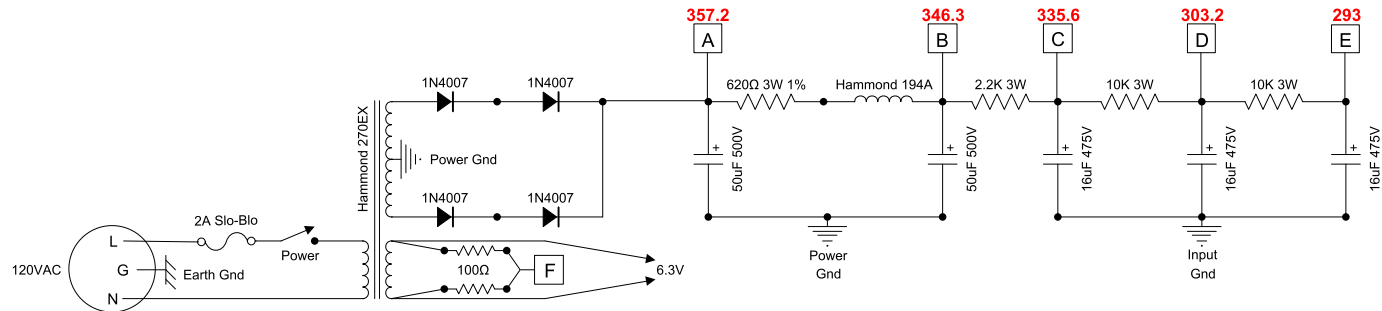 357.2
346.3
335.6
303.2
293
A
B
C
D
E
1N4007
1N4007
620Ω 3W 1%
Hammond 194A
2.2K 3W
10K 3W
10K 3W
Hammond 270EX
Power Gnd
+
50uF 500V
+
50uF 500V
+
16uF 475V
+
16uF 475V
+
16uF 475V
1N4007
1N4007
2A Slo-Blo
Power
120VAC
L
G
N
Earth Gnd
100Ω
F
6.3V
Power
Gnd
Input
Gnd